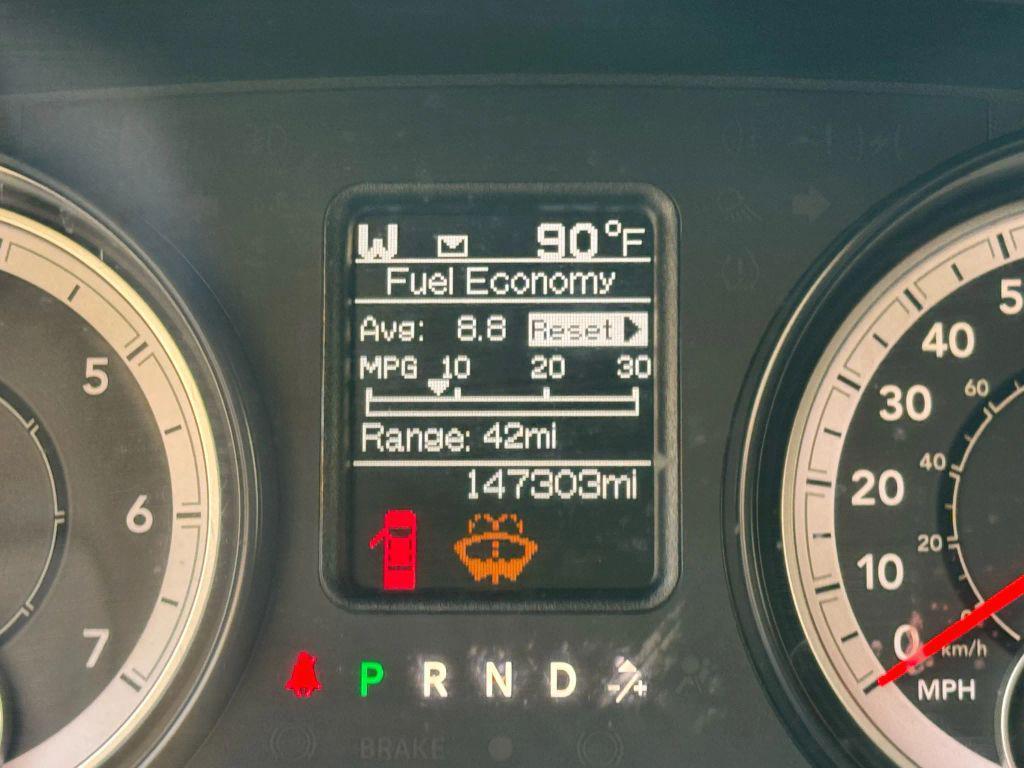 W 90°F
Fuel Economy
Avg: 8.8 Reset
MPG 10 20 30
Range: 42mi
147303mi
P R N D -/+
BRAKE
5
6
7
5
40
30
20
10
0
MPH
60
40
20
km/h